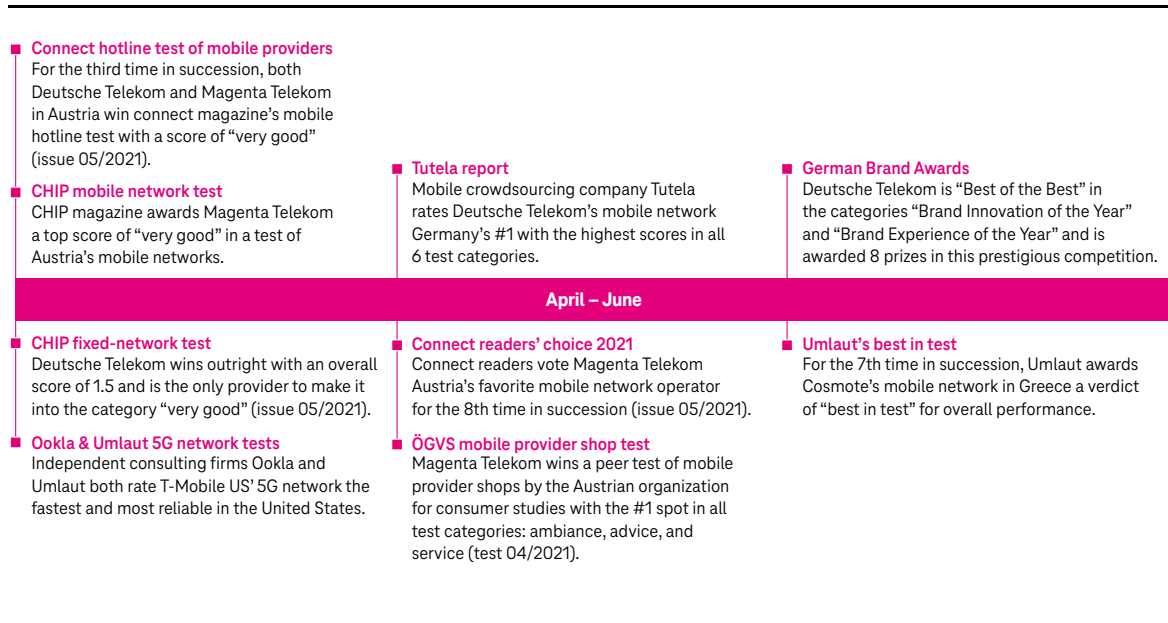 Connect hotline test of mobile providers
For the third time in succession, both
Deutsche Telekom and Magenta Telekom
in Austria win connect magazine’s mobile
hotline test with a score of “very good”
(issue 05/2021).
CHIP mobile network test
CHIP magazine awards Magenta Telekom
a top score of “very good” in a test of
Austria’s mobile networks.
Tutela report
Mobile crowdsourcing company Tutela
rates Deutsche Telekom’s mobile network
Germany’s #1 with the highest scores in all
6 test categories.
German Brand Awards
Deutsche Telekom is “Best of the Best” in
the categories “Brand Innovation of the Year”
and “Brand Experience of the Year” and is
awarded 8 prizes in this prestigious competition.
April – June
CHIP fixed-network test
Deutsche Telekom wins outright with an overall
score of 1.5 and is the only provider to make it
into the category “very good” (issue 05/2021).
Ookla & Umlaut 5G network tests
Independent consulting firms Ookla and
Umlaut both rate T-Mobile US’ 5G network the
fastest and most reliable in the United States.
Connect readers’ choice 2021
Connect readers vote Magenta Telekom
Austria’s favorite mobile network operator
for the 8th time in succession (issue 05/2021).
ÖGVS mobile provider shop test
Magenta Telekom wins a peer test of mobile
provider shops by the Austrian organization
for consumer studies with the #1 spot in all
test categories: ambiance, advice, and
service (test 04/2021).
Umlaut’s best in test
For the 7th time in succession, Umlaut awards
Cosmote’s mobile network in Greece a verdict
of “best in test” for overall performance.